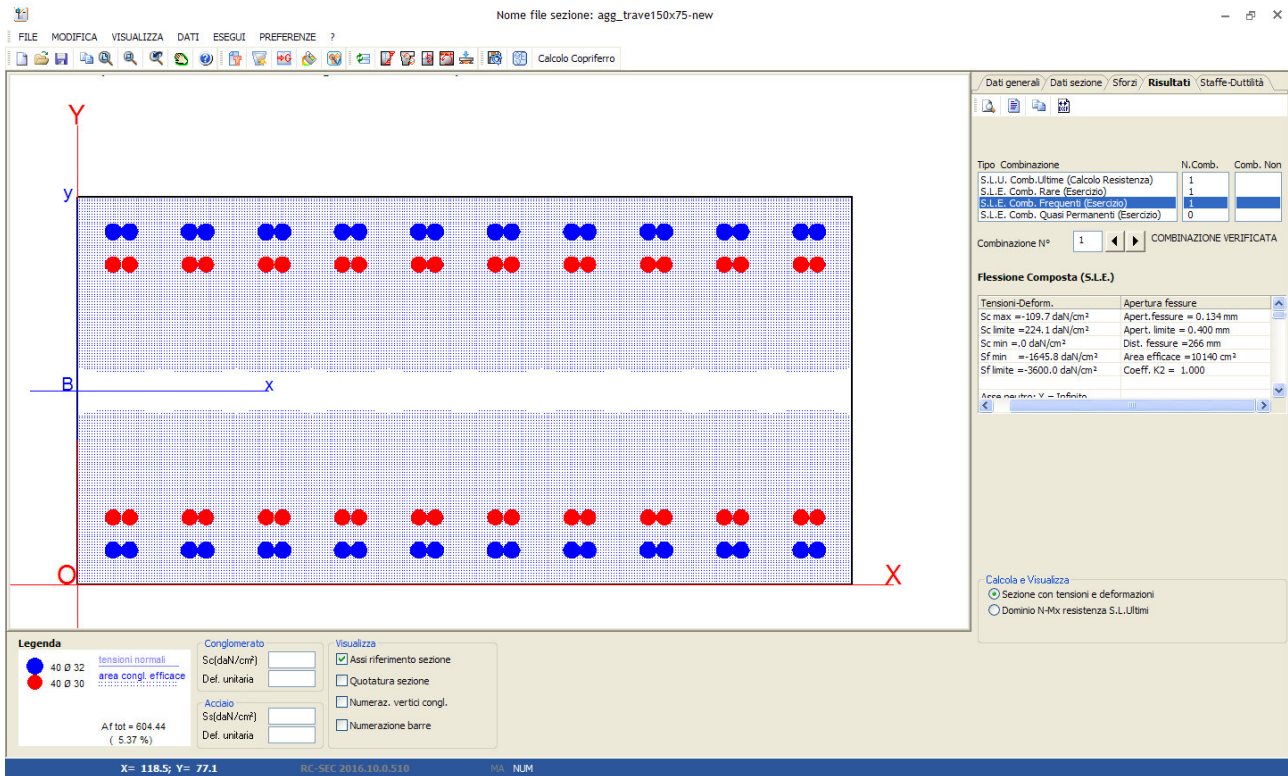 Nome file sezione: agg_trave150x75-new
FILE MODIFICA VISUALIZZA DATI ESEGUI PREFERENZE ?
Calcolo Copriferro
Y
y
B
x
O
X
Dati generali Dati sezione Sforzi Risultati Staffe-Duttilità
Tipo Combinazione N.Comb. Comb. Non
S.L.U. Comb.Ultime (Calcolo Resistenza) 1
S.L.E. Comb. Rare (Esercizio) 1
S.L.E. Comb. Frequenti (Esercizio) 1
S.L.E. Comb. Quasi Permanenti (Esercizio) 0
Combinazione N° 1 COMBINAZIONE VERIFICATA
Flessione Composta (S.L.E.)
Tensioni-Deform. Apertura fessure
Sc max =-109.7 daN/cm² Apert.fessure = 0.134 mm
Sc limite =224.1 daN/cm² Apert. limite = 0.400 mm
Sc min =.0 daN/cm² Dist. fessure =266 mm
Sf min =-1645.8 daN/cm² Area efficace =10140 cm²
Sf limite =-3600.0 daN/cm² Coeff. K2 = 1.000
Asse neutro: Y = Infinito
Calcola e Visualizza
Sezione con tensioni e deformazioni
Dominio N-Mx resistenza S.L.Ultimi
Legenda
40 Ø 32
40 Ø 30
tensioni normali
area congl. efficace
Af tot = 604.44
( 5.37 %)
Conglomerato
Sc(daN/cm²)
Def. unitaria
Acciaio
Ss(daN/cm²)
Def. unitaria
Visualizza
Assi riferimento sezione
Quotatura sezione
Numeraz. vertici congl.
Numerazione barre
X= 118.5; Y= 77.1 RC-SEC 2016.10.0.510 MA NUM